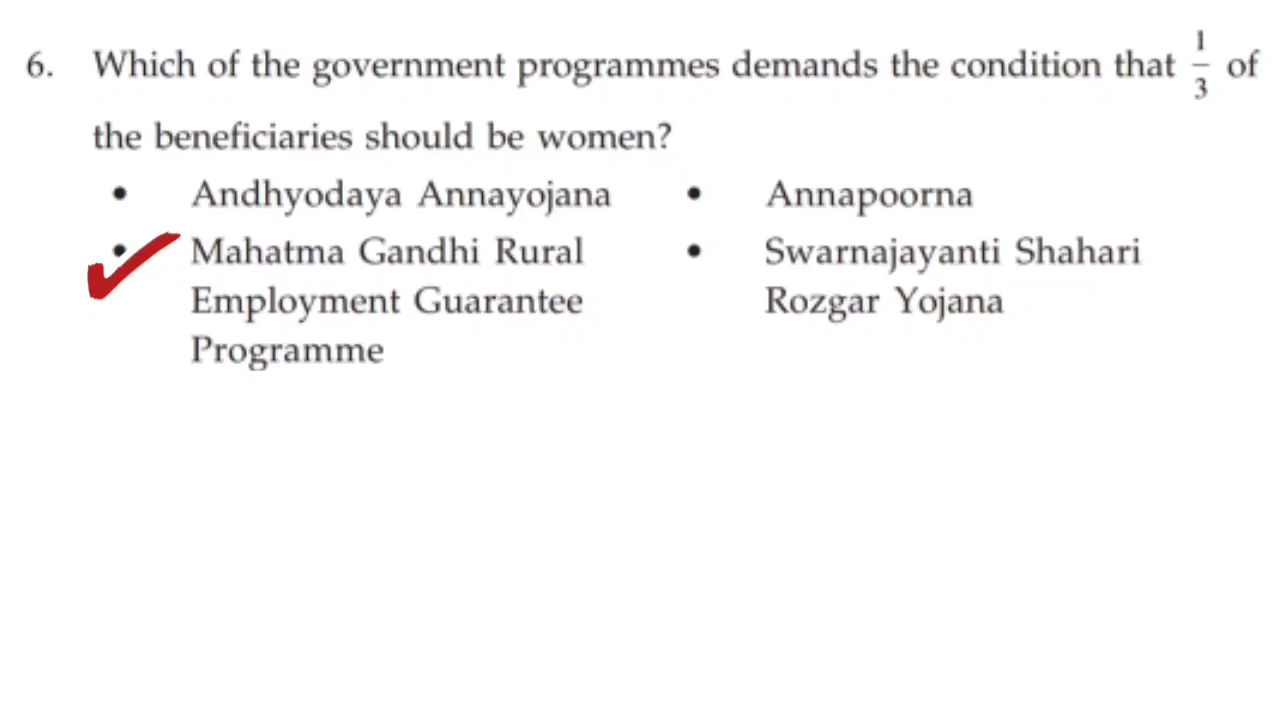 6. Which of the government programmes demands the condition that 1/3 of
the beneficiaries should be women?
• Andhyodaya Annayojana • Annapoorna
• Mahatma Gandhi Rural • Swarnajayanti Shahari
Employment Guarantee Rozgar Yojana
Programme